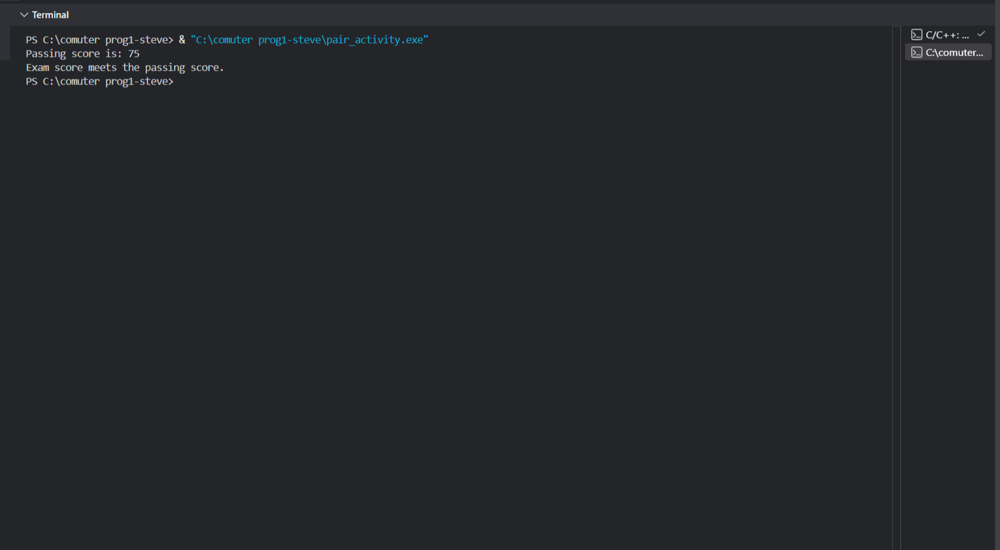 Terminal
PS C:\comuter prog1-steve> & "C:\comuter prog1-steve\pair_activity.exe"
Passing score is: 75
Exam score meets the passing score.
PS C:\comuter prog1-steve>
C/C++: ...
C:\comuter...